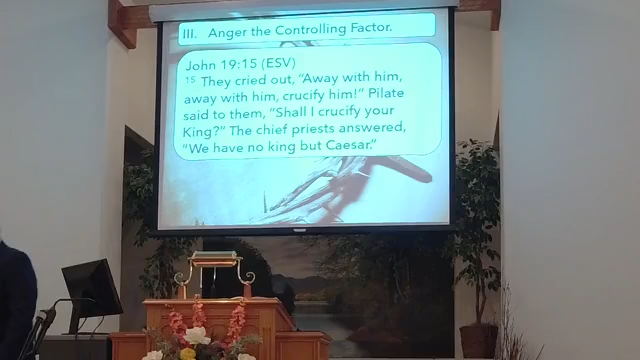 III. Anger the Controlling Factor.
John 19:15 (ESV)
15 They cried out, “Away with him,
away with him, crucify him!” Pilate
said to them, “Shall I crucify your
King?” The chief priests answered,
“We have no king but Caesar.”